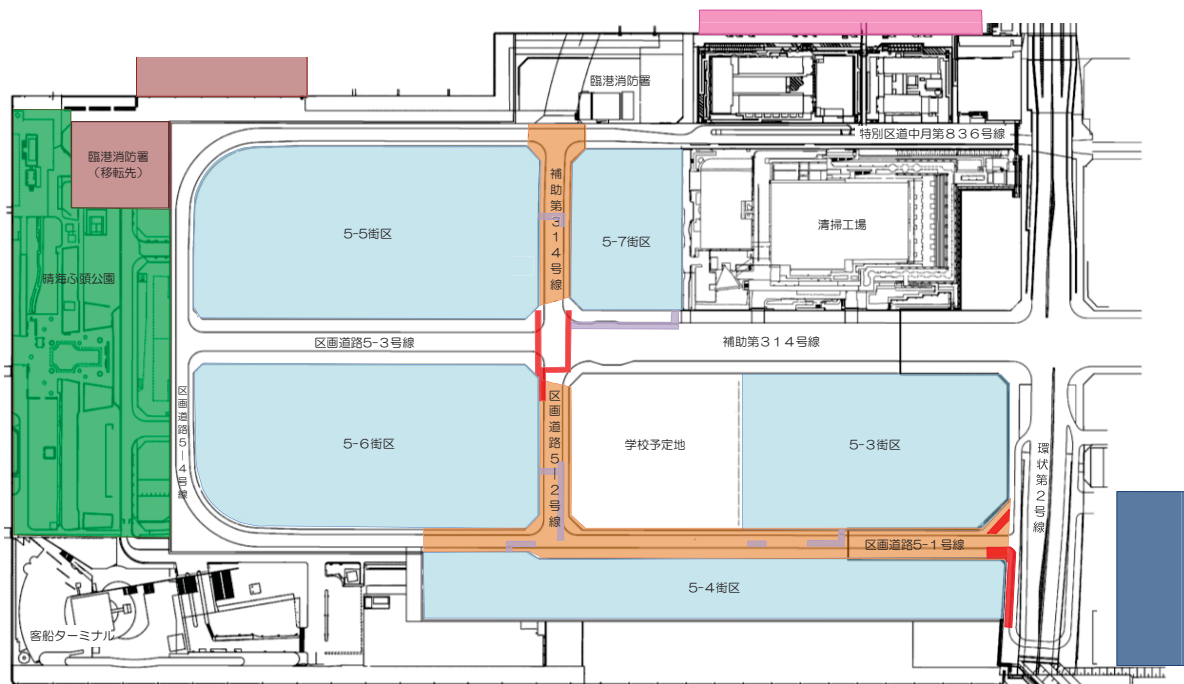 臨港消防署
特別区道中月第８３６号線
臨港消防署
（移転先）
補助第３１４号線
5-5街区
5-7街区
清掃工場
晴海ふ頭公園
区画道路5-3号線
補助第３１４号線
区画道路５-４号線
区画道路５-２号線
5-6街区
学校予定地
5-3街区
環状第２号線
区画道路5-1号線
5-4街区
客船ターミナル